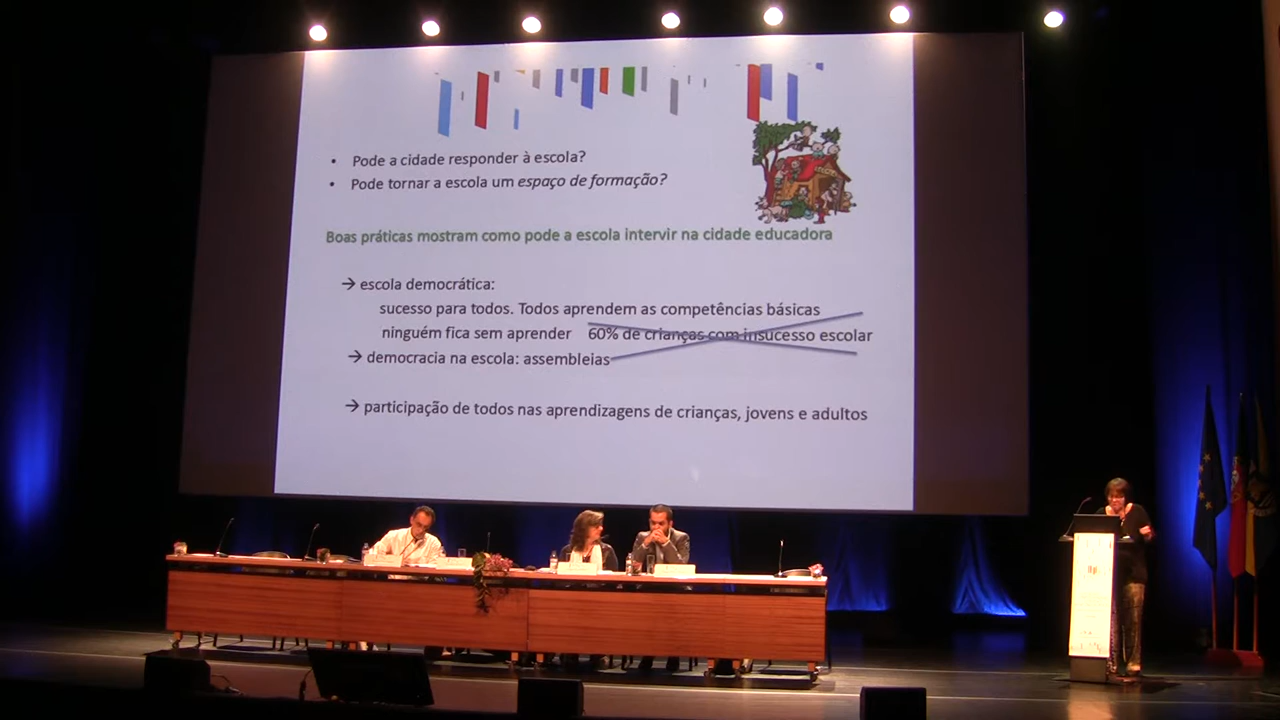 • Pode a cidade responder à escola?
• Pode tornar a escola um espaço de formação?
Boas práticas mostram como pode a escola intervir na cidade educadora
→ escola democrática:
sucesso para todos. Todos aprendem as competências básicas
ninguém fica sem aprender 60% de crianças com insucesso escolar
→ democracia na escola: assembleias
→ participação de todos nas aprendizagens de crianças, jovens e adultos